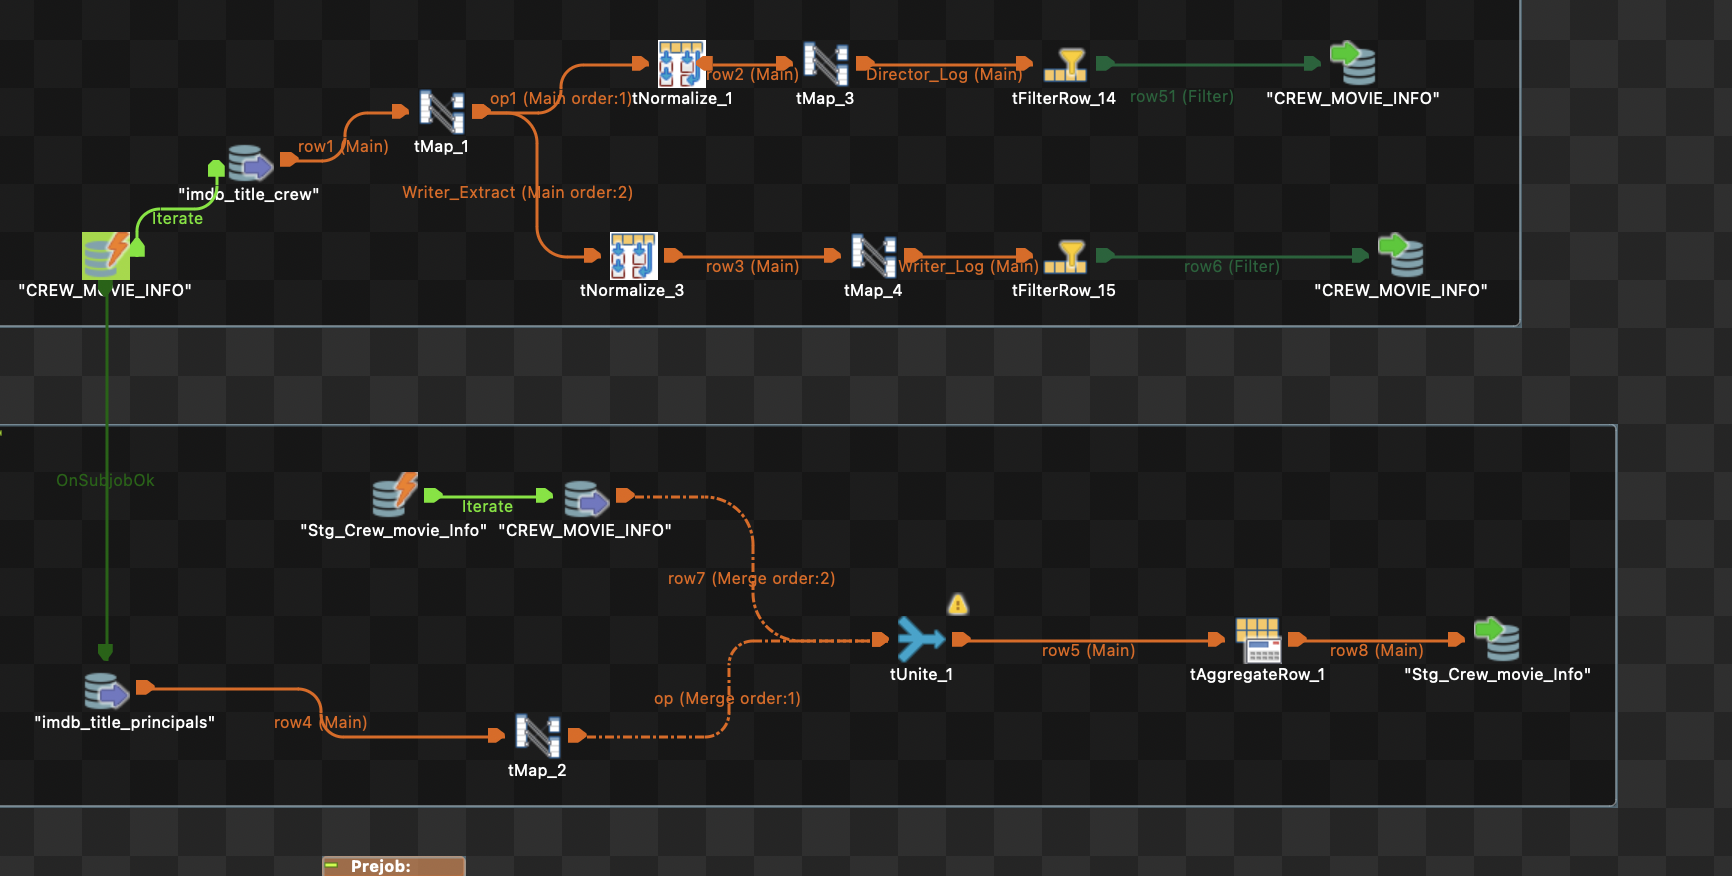 row2 (Main)
Director_Log (Main)
op1 (Main order:1)
tNormalize_1
tMap_3
tFilterRow_14
row51 (Filter)
"CREW_MOVIE_INFO"
row1 (Main)
tMap_1
"imdb_title_crew"
Writer_Extract (Main order:2)
Iterate
row3 (Main)
Writer_Log (Main)
row6 (Filter)
"CREW_MOVIE_INFO"
tNormalize_3
tMap_4
tFilterRow_15
"CREW_MOVIE_INFO"
OnSubjobOk
Iterate
"Stg_Crew_movie_Info"
"CREW_MOVIE_INFO"
row7 (Merge order:2)
row5 (Main)
row8 (Main)
tUnite_1
tAggregateRow_1
"Stg_Crew_movie_Info"
op (Merge order:1)
"imdb_title_principals"
row4 (Main)
tMap_2
Prejob: